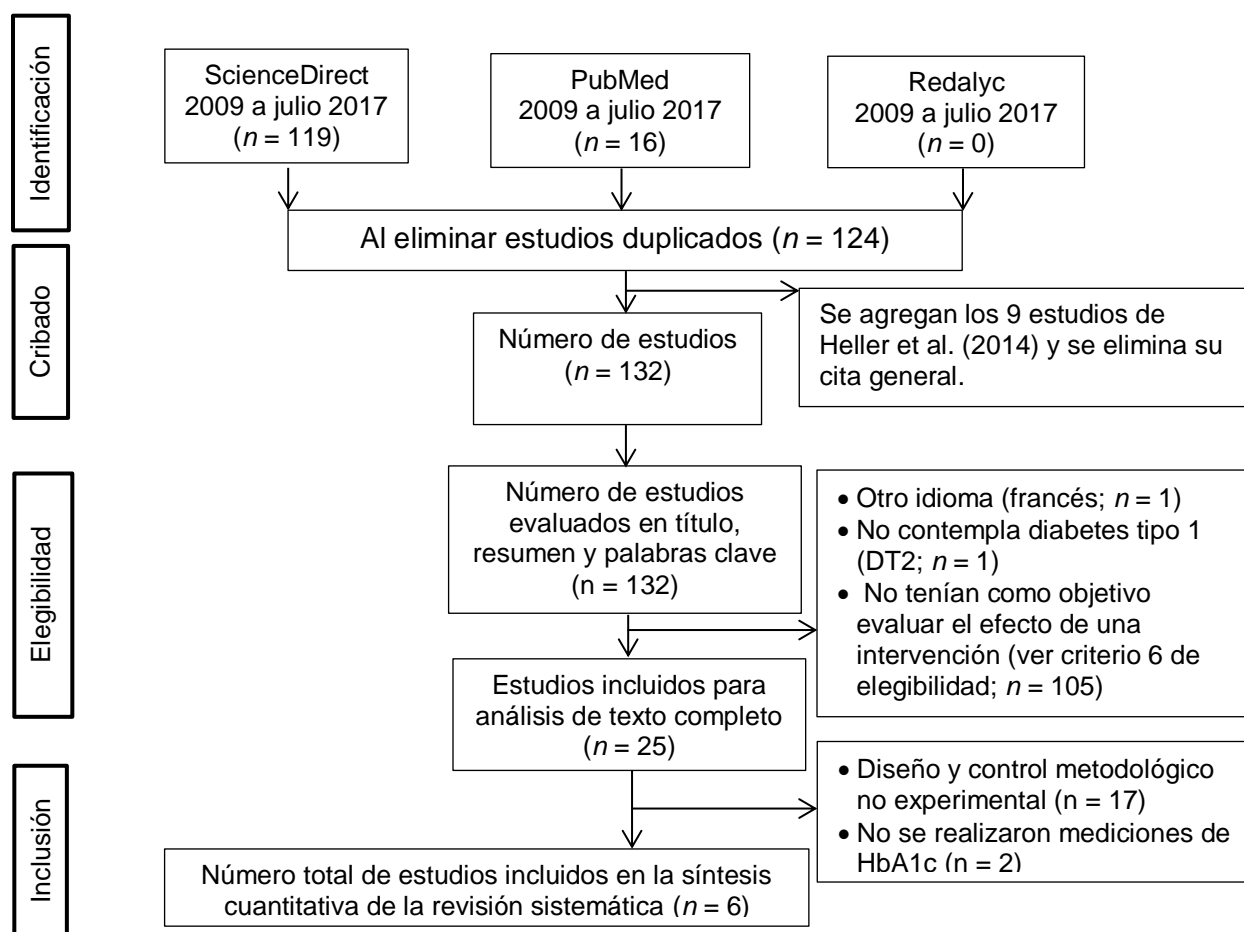 Identificación
ScienceDirect
2009 a julio 2017
(n = 119)
PubMed
2009 a julio 2017
(n = 16)
Redalyc
2009 a julio 2017
(n = 0)
Al eliminar estudios duplicados (n = 124)
Cribado
Número de estudios
(n = 132)
Se agregan los 9 estudios de
Heller et al. (2014) y se elimina su
cita general.
Elegibilidad
Número de estudios
evaluados en título,
resumen y palabras clave
(n = 132)
• Otro idioma (francés; n = 1)
• No contempla diabetes tipo 1
(DT2; n = 1)
• No tenían como objetivo
evaluar el efecto de una
intervención (ver criterio 6 de
elegibilidad; n = 105)
Estudios incluidos para
análisis de texto completo
(n = 25)
Inclusión
• Diseño y control metodológico
no experimental (n = 17)
• No se realizaron mediciones de
HbA1c (n = 2)
Número total de estudios incluidos en la síntesis
cuantitativa de la revisión sistemática (n = 6)